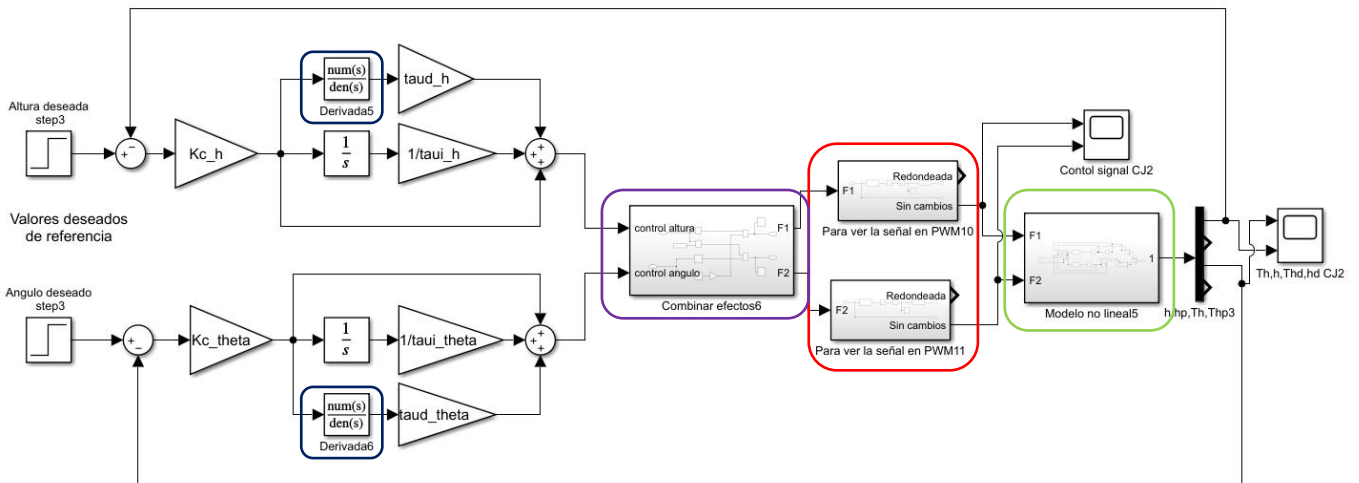 Altura deseada
step3
Kc_h
num(s)
den(s)
Derivada5
taud_h
1
s
1/taui_h
Valores deseados
de referencia
Angulo deseado
step3
Kc_theta
1
s
1/taui_theta
num(s)
den(s)
Derivada6
taud_theta
control altura
control angulo
F1
F2
Combinar efectos6
F1
Redondeada
Sin cambios
Para ver la señal en PWM10
F2
Redondeada
Sin cambios
Para ver la señal en PWM11
Contol signal CJ2
F1
F2
1
Modelo no lineal5
h,hp,Th,Thp3
Th,h,Thd,hd CJ2